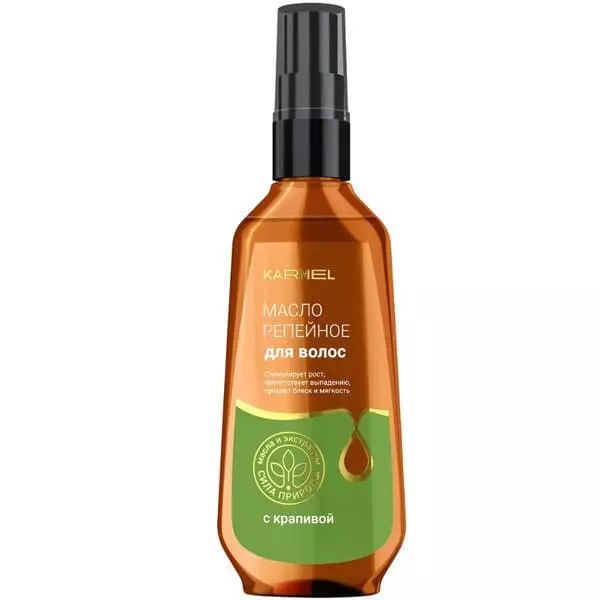 KARMEL
МАСЛО
РЕПЕЙНОЕ
для волос
Стимулирует рост,
препятствует выпадению,
придает блеск и мягкость
масла и экстракты
СИЛА ПРИРОДЫ
с крапивой